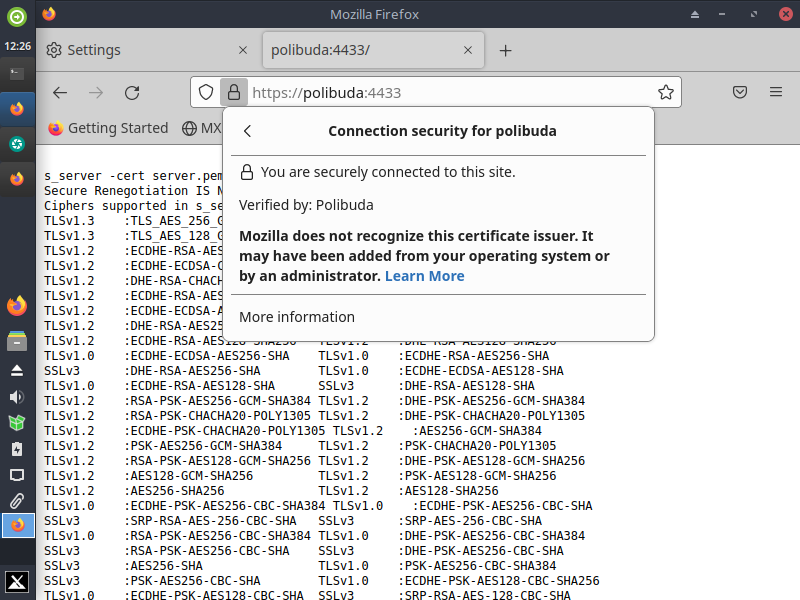 Mozilla Firefox
12:26
Settings
polibuda:4433/
https://polibuda:4433
Getting Started
MX
Connection security for polibuda
You are securely connected to this site.
Verified by: Polibuda
Mozilla does not recognize this certificate issuer. It
may have been added from your operating system or
by an administrator. Learn More
More information
s_server -cert server.pem
Secure Renegotiation IS N
Ciphers supported in s_se
TLSv1.3    :TLS_AES_256_G
TLSv1.3    :TLS_AES_128_G
TLSv1.2    :ECDHE-RSA-AES
TLSv1.2    :ECDHE-ECDSA-C
TLSv1.2    :DHE-RSA-CHACH
TLSv1.2    :ECDHE-RSA-AES
TLSv1.2    :ECDHE-ECDSA-A
TLSv1.2    :DHE-RSA-AES25
TLSv1.2    :ECDHE-RSA-AES128-SHA256    TLSv1.2    :DHE-RSA-AES128-SHA256
TLSv1.0    :ECDHE-ECDSA-AES256-SHA    TLSv1.0    :ECDHE-RSA-AES256-SHA
SSLv3    :DHE-RSA-AES256-SHA    TLSv1.0    :ECDHE-ECDSA-AES128-SHA
TLSv1.0    :ECDHE-RSA-AES128-SHA    SSLv3    :DHE-RSA-AES128-SHA
TLSv1.2    :RSA-PSK-AES256-GCM-SHA384 TLSv1.2    :DHE-PSK-AES256-GCM-SHA384
TLSv1.2    :RSA-PSK-CHACHA20-POLY1305 TLSv1.2    :DHE-PSK-CHACHA20-POLY1305
TLSv1.2    :ECDHE-PSK-CHACHA20-POLY1305 TLSv1.2    :AES256-GCM-SHA384
TLSv1.2    :PSK-AES256-GCM-SHA384    TLSv1.2    :PSK-CHACHA20-POLY1305
TLSv1.2    :RSA-PSK-AES128-GCM-SHA256 TLSv1.2    :DHE-PSK-AES128-GCM-SHA256
TLSv1.2    :AES128-GCM-SHA256    TLSv1.2    :PSK-AES128-GCM-SHA256
TLSv1.2    :AES256-SHA256    TLSv1.2    :AES128-SHA256
TLSv1.0    :ECDHE-PSK-AES256-CBC-SHA384 TLSv1.0    :ECDHE-PSK-AES256-CBC-SHA
SSLv3    :SRP-RSA-AES-256-CBC-SHA    SSLv3    :SRP-AES-256-CBC-SHA
TLSv1.0    :RSA-PSK-AES256-CBC-SHA384 TLSv1.0    :DHE-PSK-AES256-CBC-SHA384
SSLv3    :RSA-PSK-AES256-CBC-SHA    SSLv3    :DHE-PSK-AES256-CBC-SHA
SSLv3    :AES256-SHA    TLSv1.0    :PSK-AES256-CBC-SHA384
SSLv3    :PSK-AES256-CBC-SHA    TLSv1.0    :ECDHE-PSK-AES128-CBC-SHA256
TLSv1.0    :ECDHE-PSK-AES128-CBC-SHA    SSLv3    :SRP-RSA-AES-128-CBC-SHA